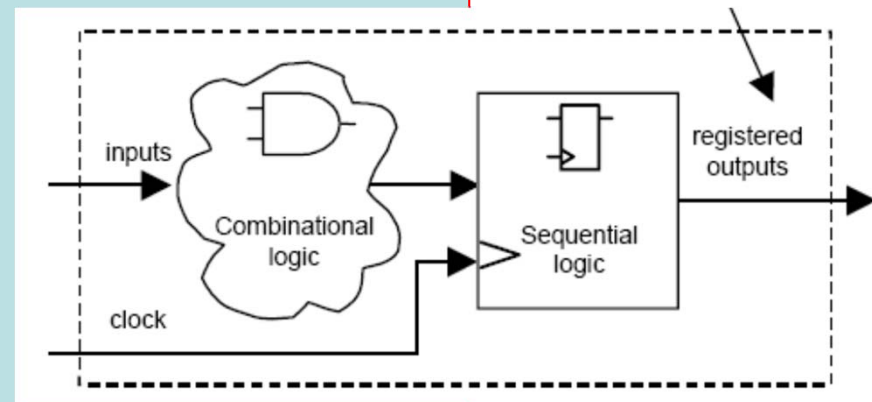 inputs
Combinational
logic
clock
Sequential
logic
registered
outputs